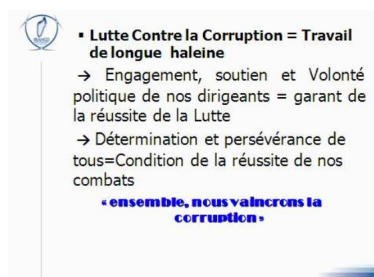 ▪ Lutte Contre la Corruption = Travail
de longue haleine
→ Engagement, soutien et Volonté
politique de nos dirigeants = garant de
la réussite de la Lutte
→ Détermination et persévérance de
tous=Condition de la réussite de nos
combats
« ensemble, nous vaincrons la
corruption »